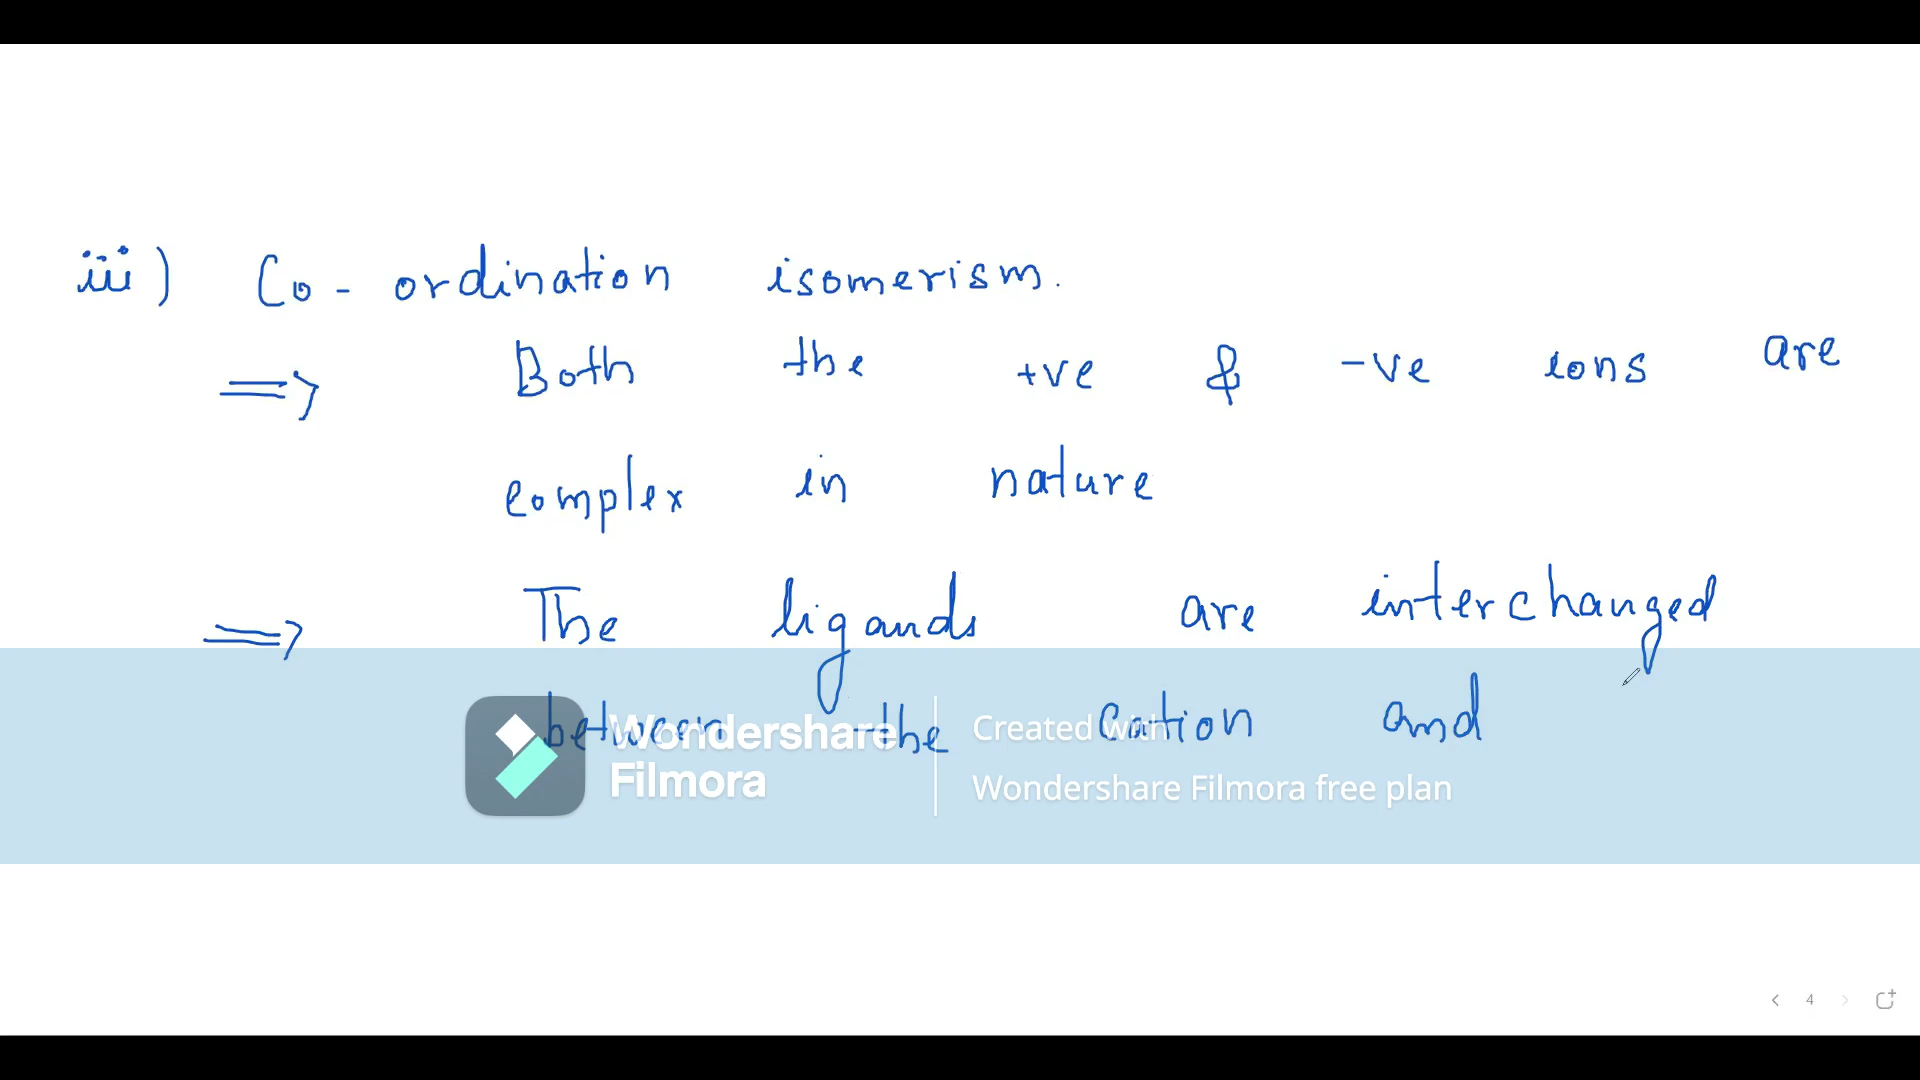 iii) Co-ordination isomerism.
⟹ Both the +ve & -ve ions are
complex in nature
⟹ The ligands are interchanged
between the cation and
Wondershare
Filmora
Created with
Wondershare Filmora free plan
4